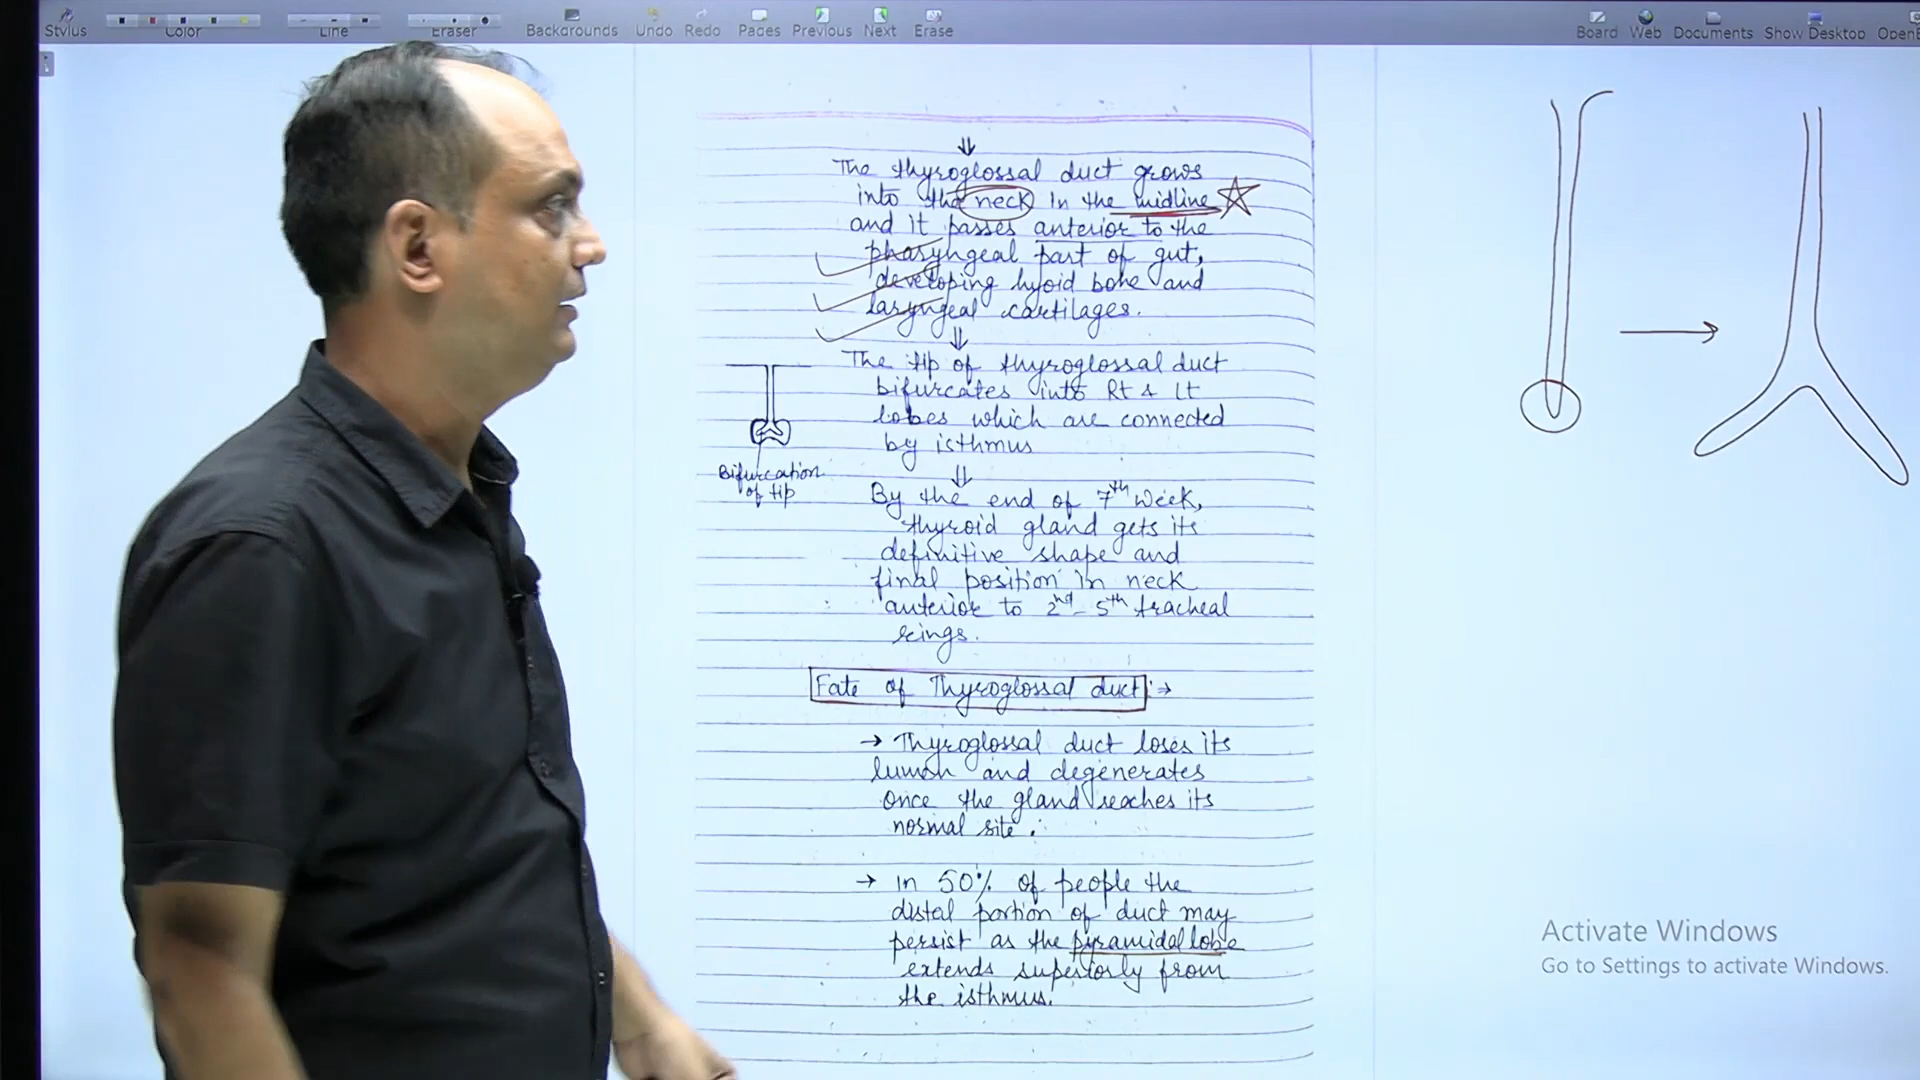 Stylus Color Line Eraser Backgrounds Undo Redo Pages Previous Next Erase Board Web Documents Show Desktop
The thyroglossal duct grows
into the neck in the midline
and it passes anterior to the
pharyngeal part of gut,
developing hyoid bone and
laryngeal cartilages.
The tip of thyroglossal duct
bifurcates into Rt & Lt
lobes which are connected
by isthmus
Bifurcation
of tip
By the end of 7th week,
thyroid gland gets its
definitive shape and
final position in neck
anterior to 2nd - 5th tracheal
rings.
Fate of Thyroglossal duct :→
→ Thyroglossal duct loses its
lumen and degenerates
once the gland reaches its
normal site.
→ In 50% of people the
distal portion of duct may
persist as the pyramidal lobe
extends superiorly from
the isthmus.
Activate Windows
Go to Settings to activate Windows.